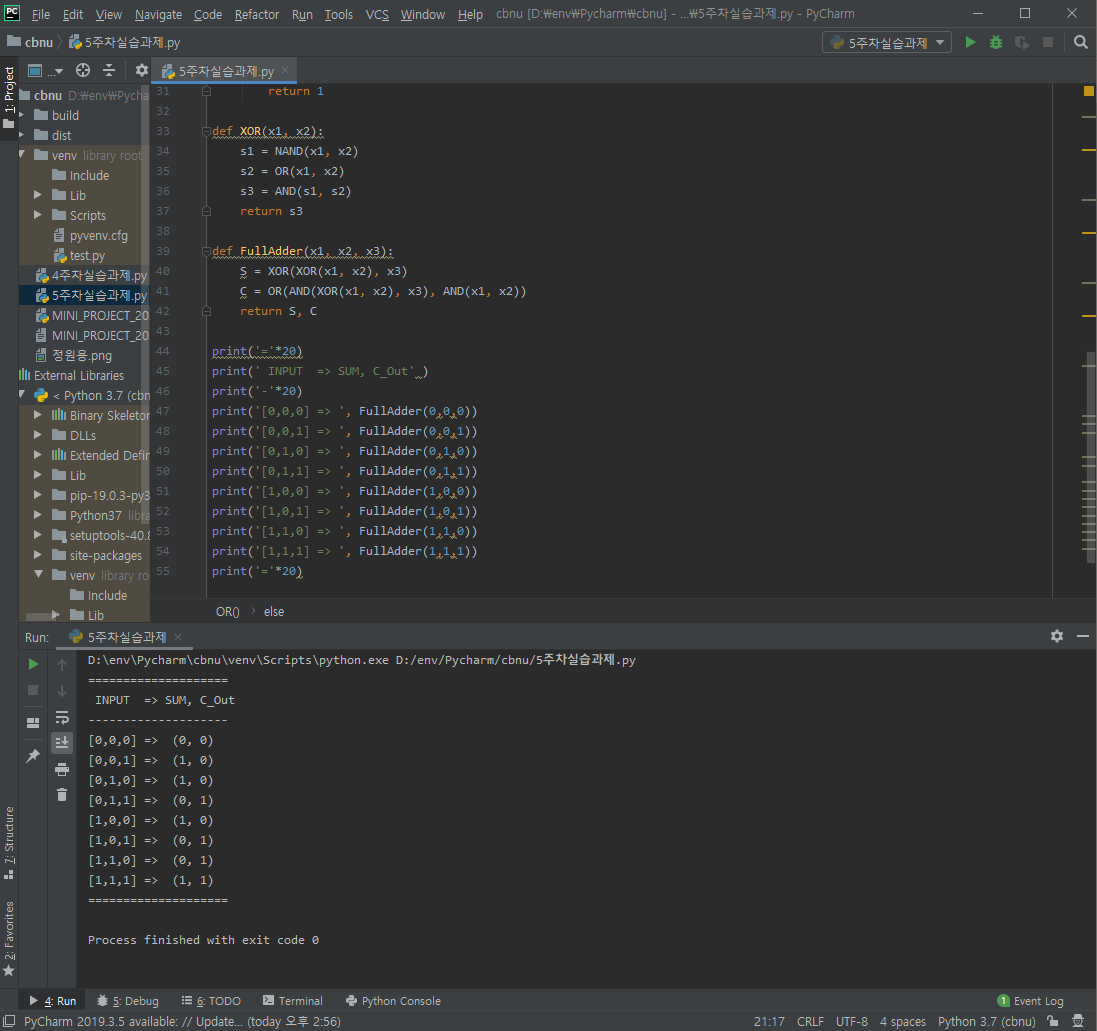 PC File Edit View Navigate Code Refactor Run Tools VCS Window Help cbnu [D:₩env₩Pycharm₩cbnu] - ...₩5주차실습과제.py - PyCharm
cbnu 5주차실습과제.py 5주차실습과제
1: Project
... 5주차실습과제.py
cbnu D:₩env₩Pycha
build
dist
venv library root
Include
Lib
Scripts
pyvenv.cfg
test.py
4주차실습과제.py
5주차실습과제.py
MINI_PROJECT_20
MINI_PROJECT_20
정원용.png
External Libraries
< Python 3.7 (cbn
Binary Skeletor
DLLs
Extended Defir
Lib
pip-19.0.3-py3
Python37 libra
setuptools-40.8
site-packages
venv library ro
Include
Lib
31 return 1
32
33 def XOR(x1, x2):
34 s1 = NAND(x1, x2)
35 s2 = OR(x1, x2)
36 s3 = AND(s1, s2)
37 return s3
38
39 def FullAdder(x1, x2, x3):
40 S = XOR(XOR(x1, x2), x3)
41 C = OR(AND(XOR(x1, x2), x3), AND(x1, x2))
42 return S, C
43
44 print('='*20)
45 print(' INPUT  => SUM, C_Out' )
46 print('-'*20)
47 print('[0,0,0] => ', FullAdder(0,0,0))
48 print('[0,0,1] => ', FullAdder(0,0,1))
49 print('[0,1,0] => ', FullAdder(0,1,0))
50 print('[0,1,1] => ', FullAdder(0,1,1))
51 print('[1,0,0] => ', FullAdder(1,0,0))
52 print('[1,0,1] => ', FullAdder(1,0,1))
53 print('[1,1,0] => ', FullAdder(1,1,0))
54 print('[1,1,1] => ', FullAdder(1,1,1))
55 print('='*20)
OR() › else
Run: 5주차실습과제
D:\env\Pycharm\cbnu\venv\Scripts\python.exe D:/env/Pycharm/cbnu/5주차실습과제.py
====================
INPUT  => SUM, C_Out
--------------------
[0,0,0] =>  (0, 0)
[0,0,1] =>  (1, 0)
[0,1,0] =>  (1, 0)
[0,1,1] =>  (0, 1)
[1,0,0] =>  (1, 0)
[1,0,1] =>  (0, 1)
[1,1,0] =>  (0, 1)
[1,1,1] =>  (1, 1)
====================
Process finished with exit code 0
7: Structure
2: Favorites
4: Run 5: Debug 6: TODO Terminal Python Console 1 Event Log
PyCharm 2019.3.5 available: // Update... (today 오후 2:56) 21:17 CRLF UTF-8 4 spaces Python 3.7 (cbnu)